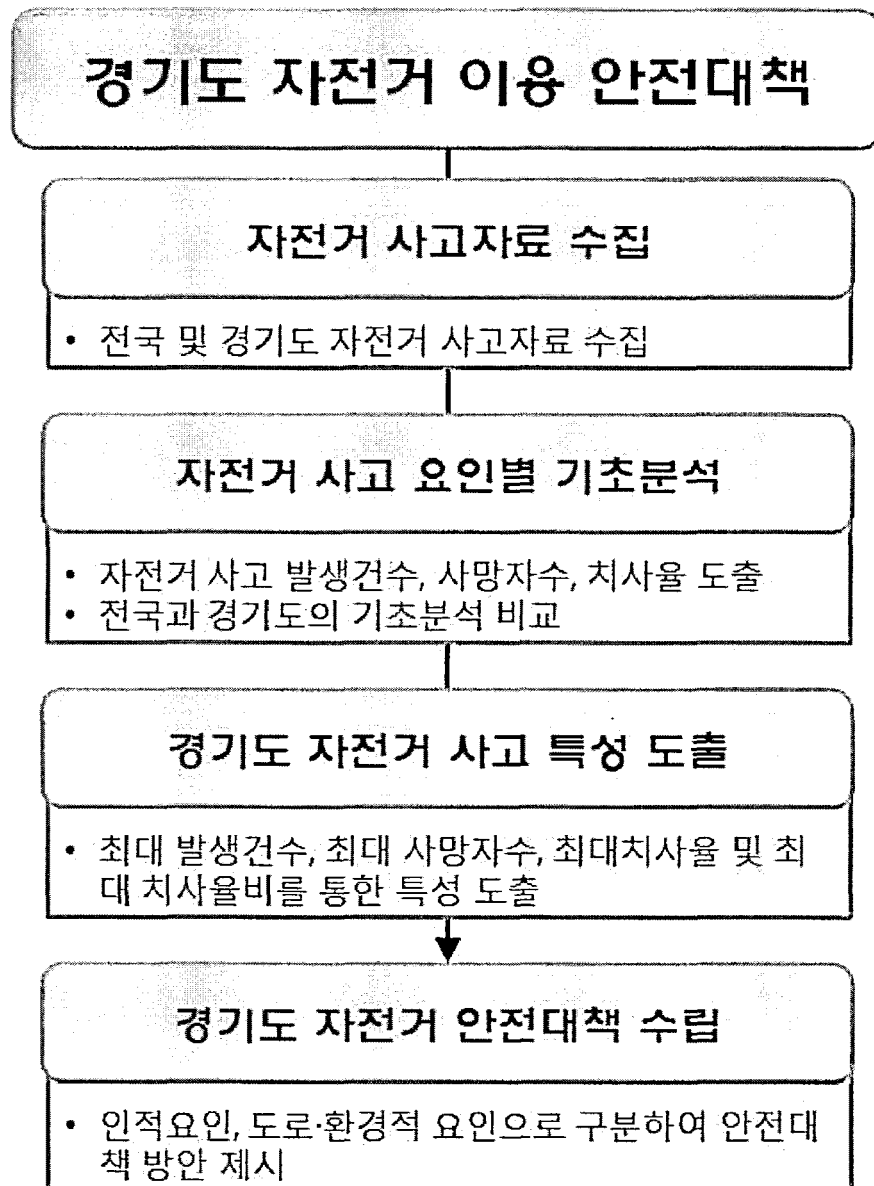 경기도 자전거 이용 안전대책
자전거 사고자료 수집
• 전국 및 경기도 자전거 사고자료 수집
자전거 사고 요인별 기초분석
• 자전거 사고 발생건수, 사망자수, 치사율 도출
• 전국과 경기도의 기초분석 비교
경기도 자전거 사고 특성 도출
• 최대 발생건수, 최대 사망자수, 최대치사율 및 최
대 치사율비를 통한 특성 도출
경기도 자전거 안전대책 수립
• 인적요인, 도로·환경적 요인으로 구분하여 안전대
책 방안 제시